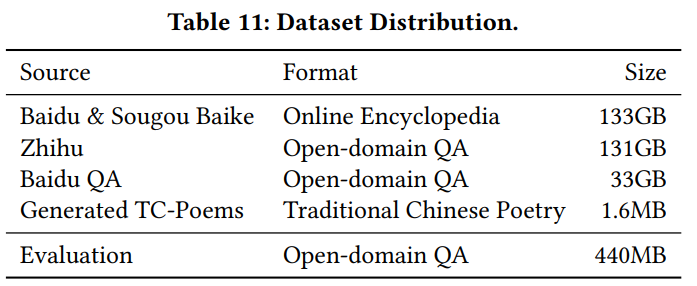 Table 11: Dataset Distribution.
Source Format Size
Baidu & Sougou Baike Online Encyclopedia 133GB
Zhihu Open-domain QA 131GB
Baidu QA Open-domain QA 33GB
Generated TC-Poems Traditional Chinese Poetry 1.6MB
Evaluation Open-domain QA 440MB